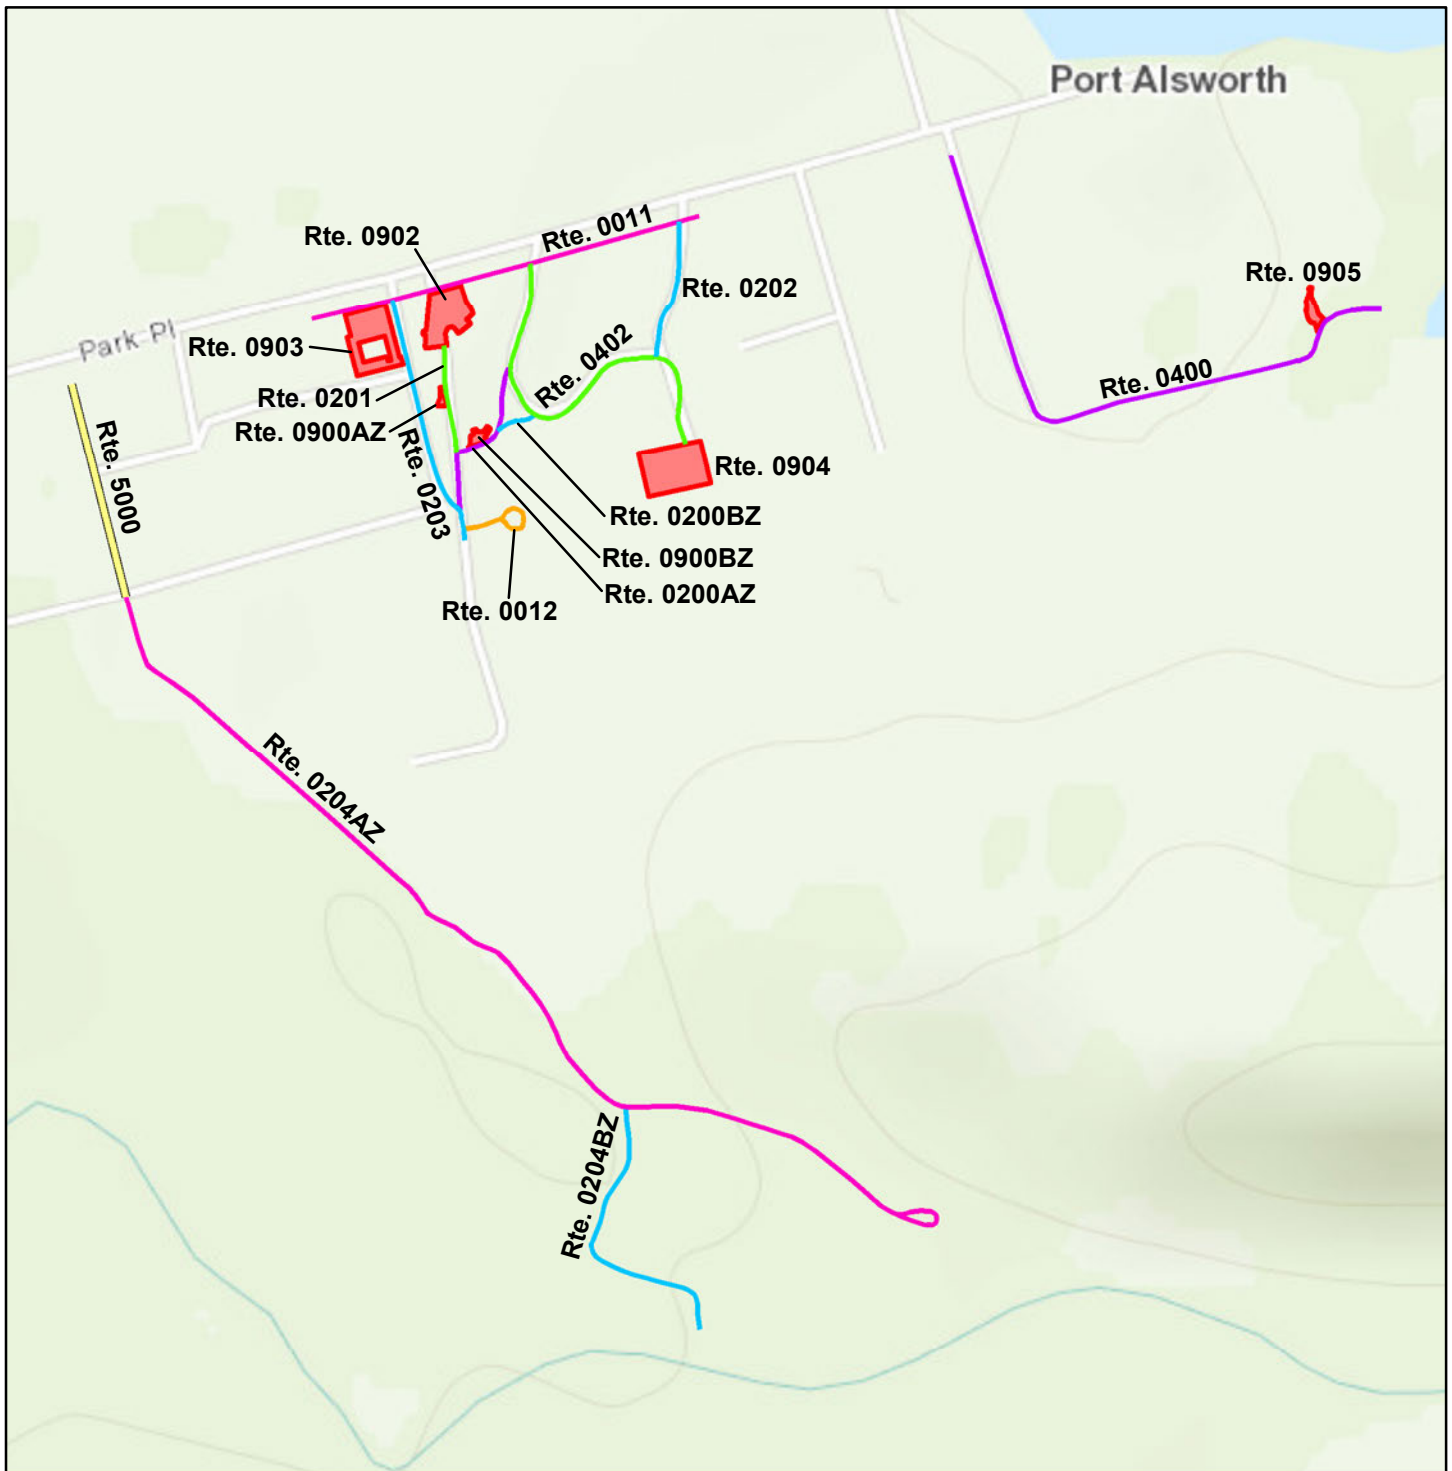 Port Alsworth
Rte. 0011
Rte. 0902
Rte. 0905
Rte. 0202
Park Pl
Rte. 0903
Rte. 0402
Rte. 0400
Rte. 0201
Rte. 0900AZ
Rte. 5000
Rte. 0203
Rte. 0904
Rte. 0200BZ
Rte. 0900BZ
Rte. 0200AZ
Rte. 0012
Rte. 0204AZ
Rte. 0204BZ